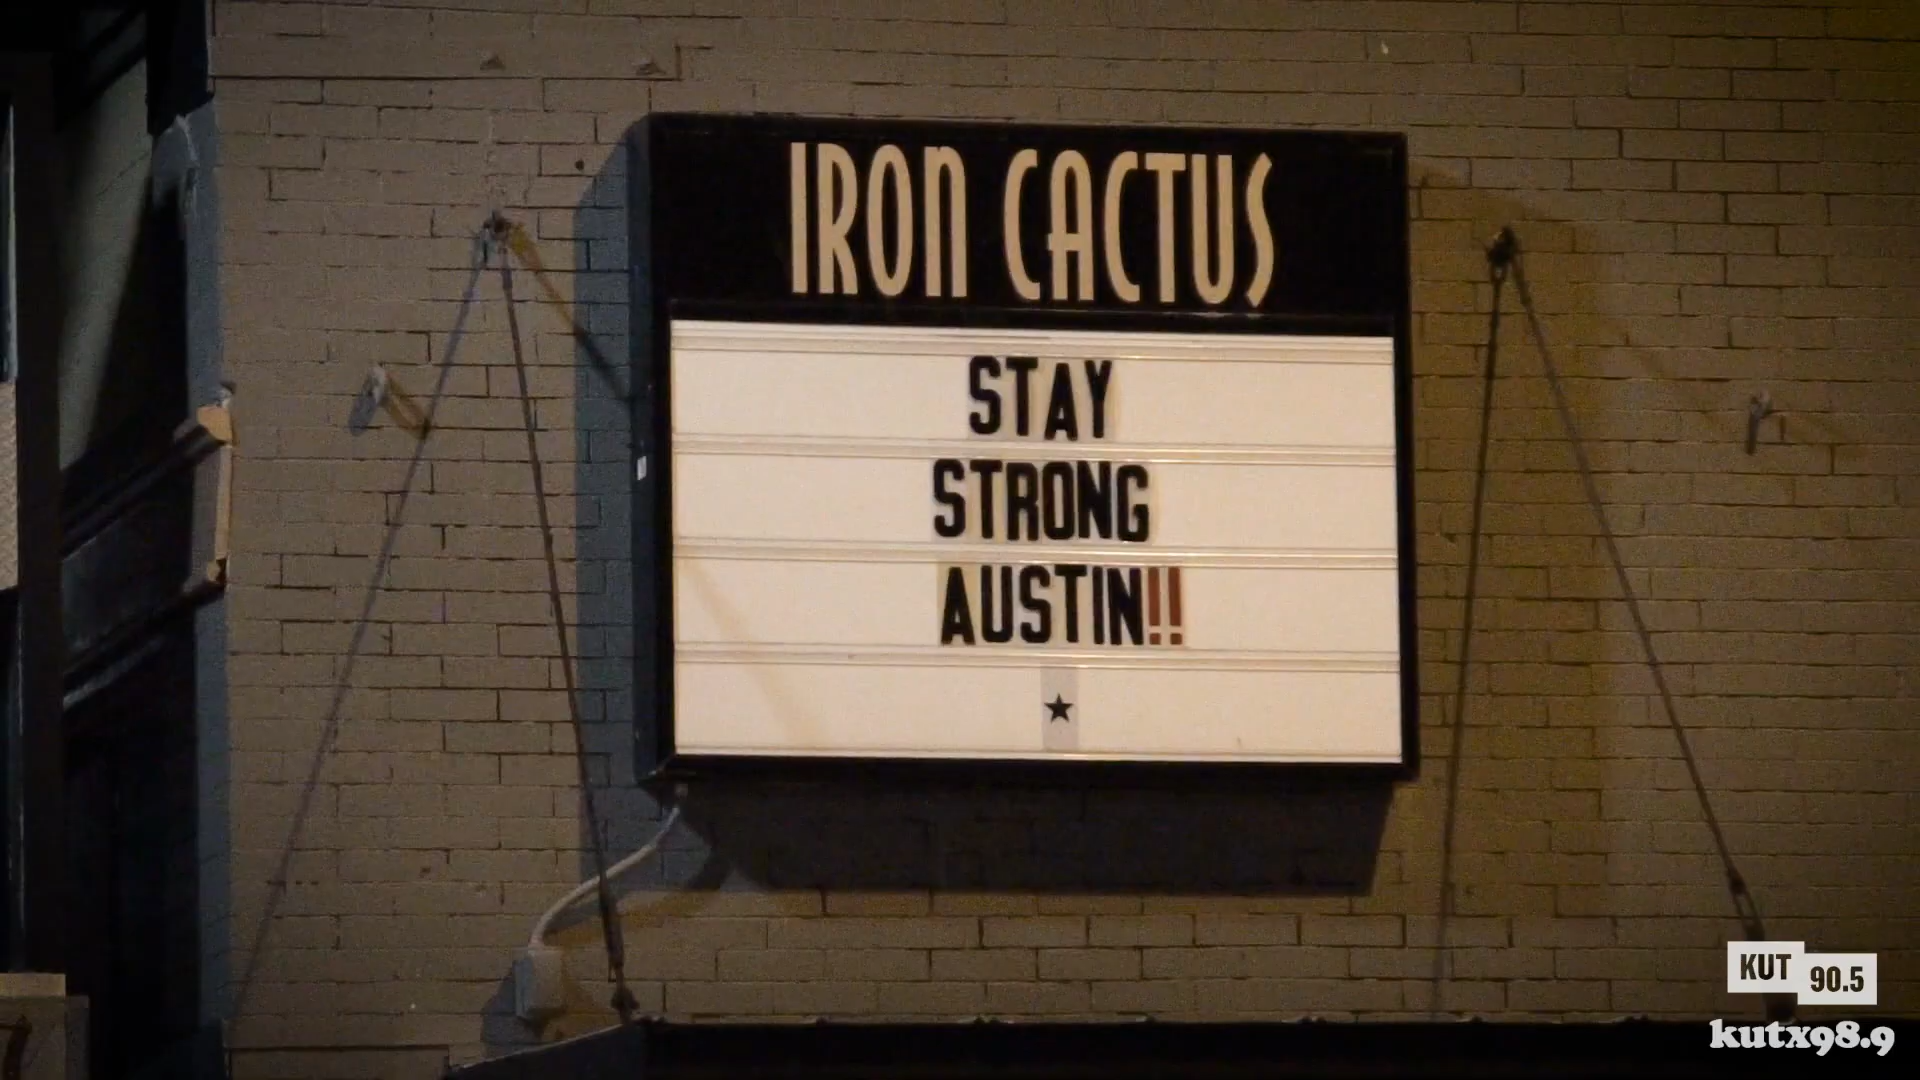 IRON CACTUS
STAY
STRONG
AUSTIN!!
KUT 90.5
kutx98.9